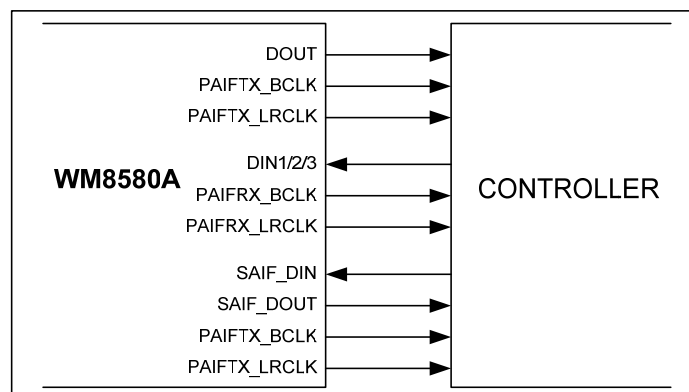 DOUT
PAIFTX_BCLK
PAIFTX_LRCLK
DIN1/2/3
WM8580A
CONTROLLER
PAIFRX_BCLK
PAIFRX_LRCLK
SAIF_DIN
SAIF_DOUT
PAIFTX_BCLK
PAIFTX_LRCLK